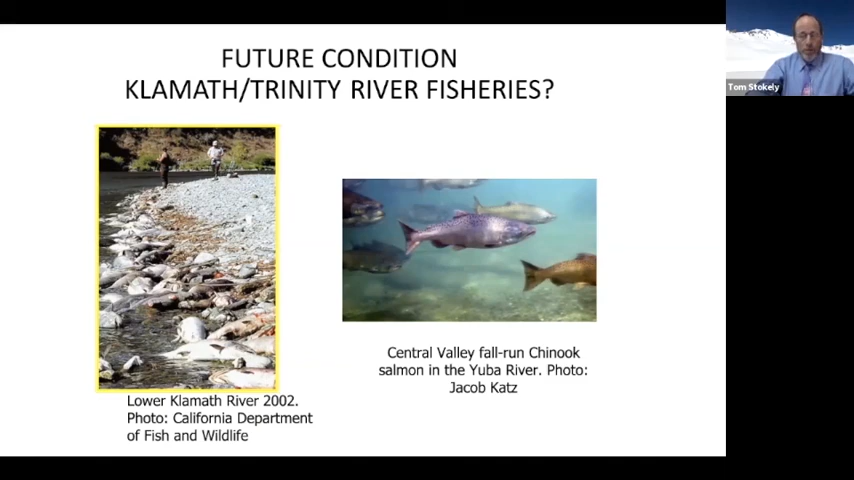 FUTURE CONDITION
KLAMATH/TRINITY RIVER FISHERIES?
Tom Stokely
Central Valley fall-run Chinook
salmon in the Yuba River. Photo:
Jacob Katz
Lower Klamath River 2002.
Photo: California Department
of Fish and Wildlife